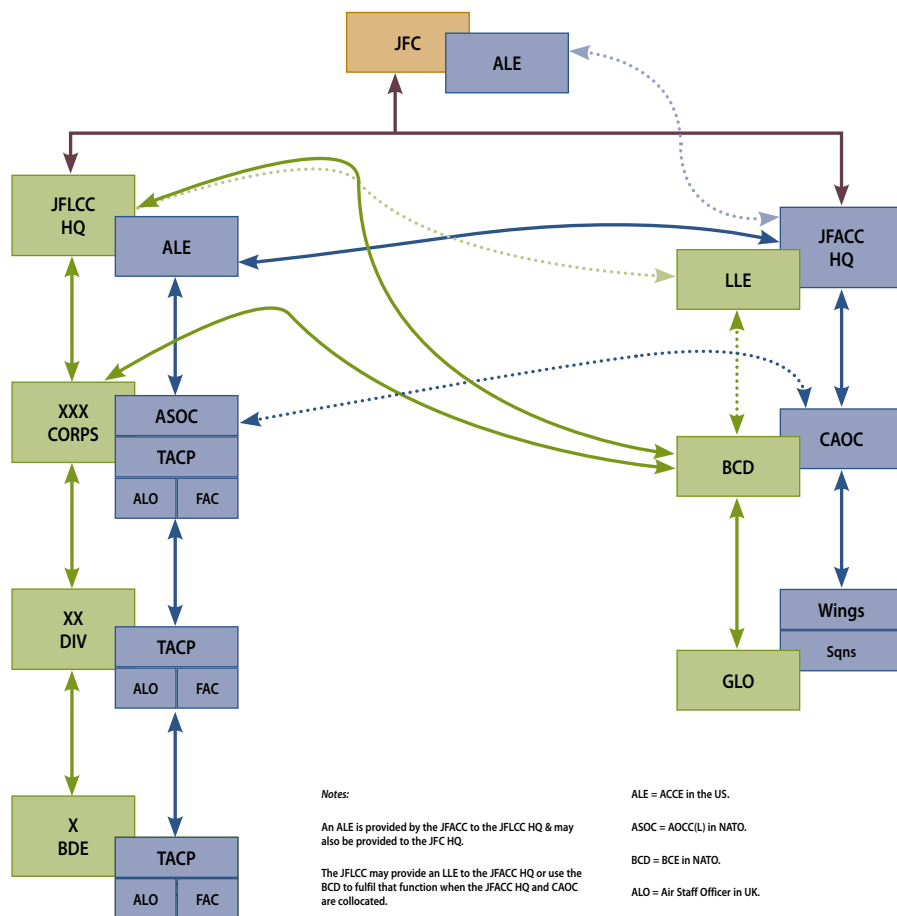 JFC
ALE
JFLCC
HQ
ALE
JFACC
HQ
LLE
XXX
CORPS
ASOC
TACP
ALO
FAC
CAOC
BCD
XX
DIV
TACP
ALO
FAC
Wings
Sqns
GLO
X
BDE
TACP
ALO
FAC
Notes:
An ALE is provided by the JFACC to the JFLCC HQ & may
also be provided to the JFC HQ.
The JFLCC may provide an LLE to the JFACC HQ or use the
BCD to fulfil that function when the JFACC HQ and CAOC
are collocated.
ALE = ACCE in the US.
ASOC = AOCC(L) in NATO.
BCD = BCE in NATO.
ALO = Air Staff Officer in UK.